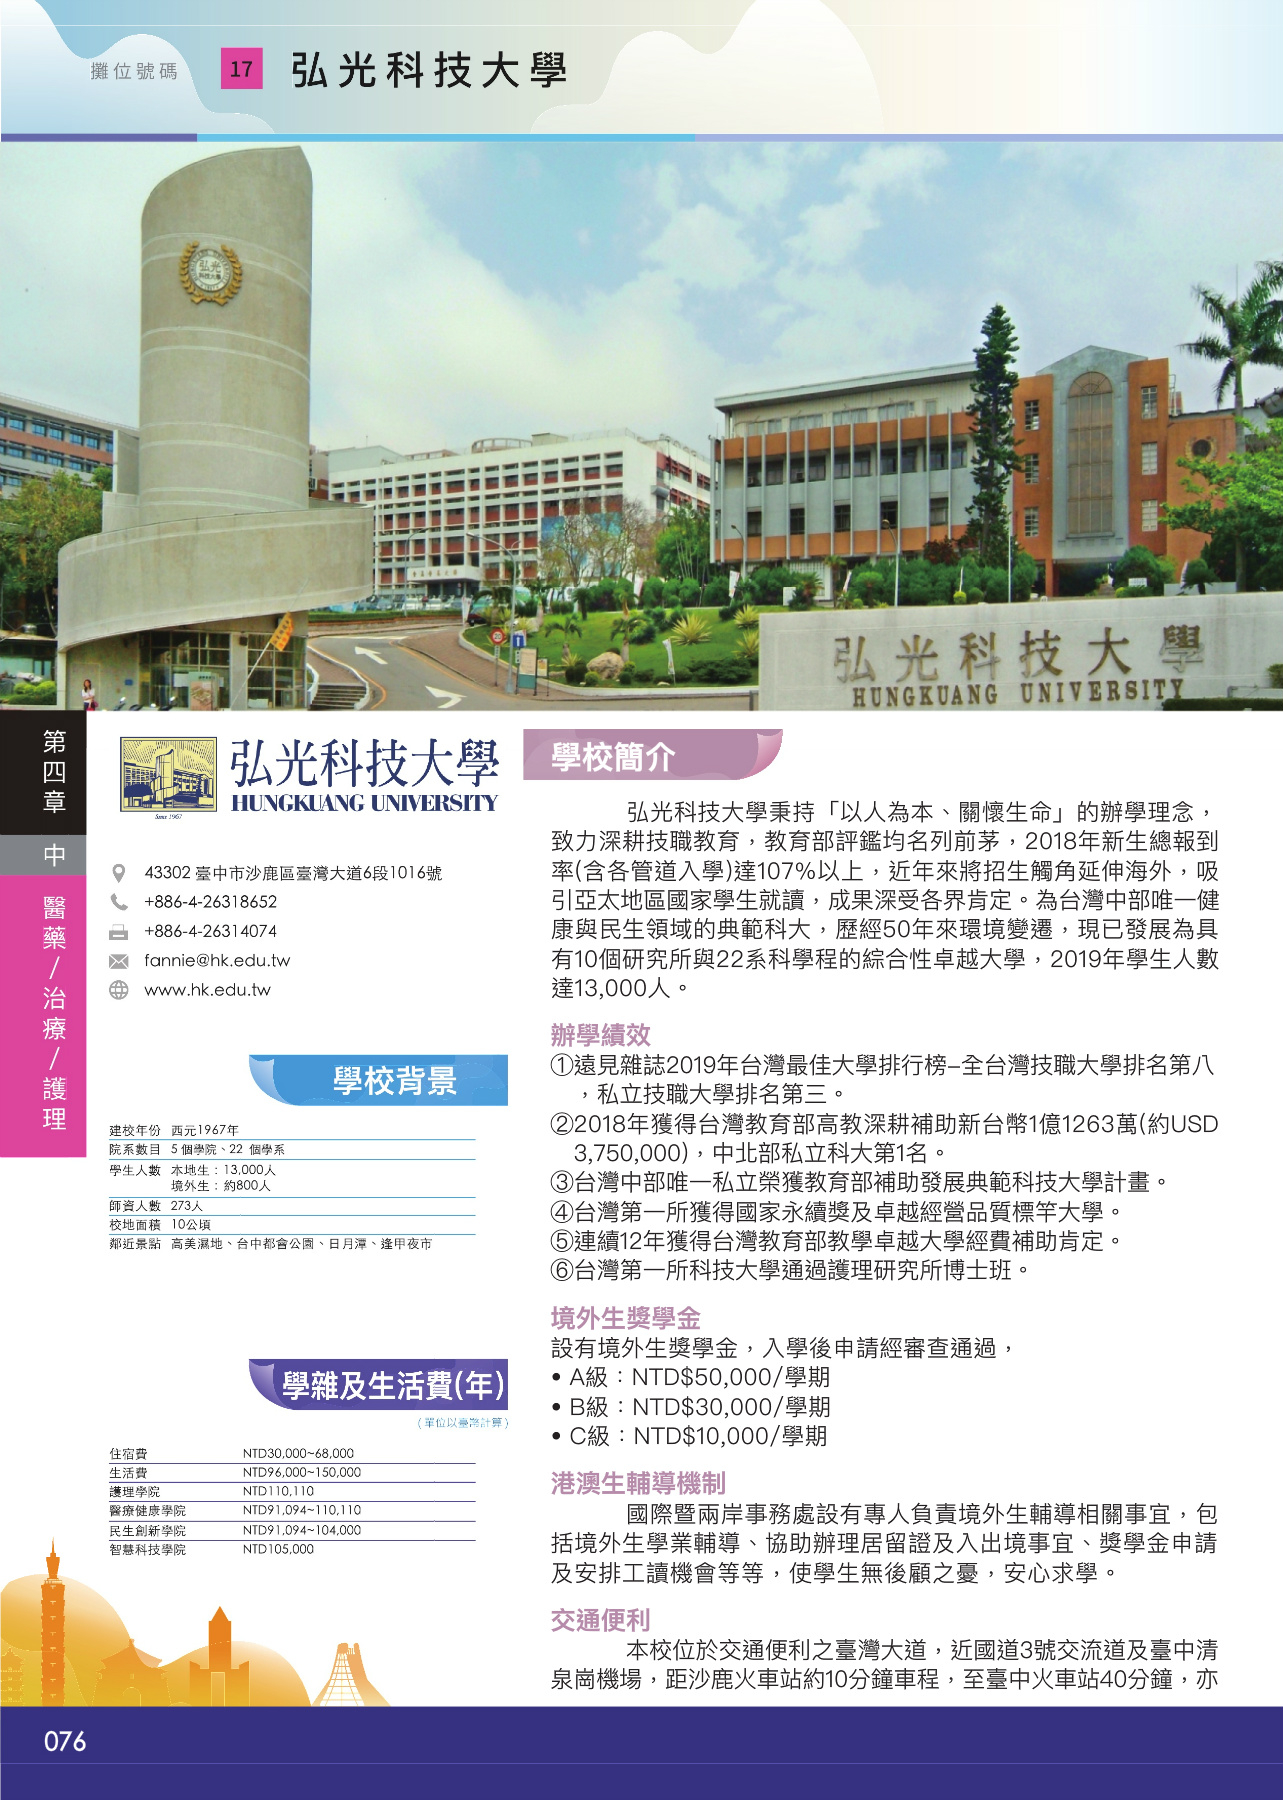 攤位號碼 17 弘光科技大學
弘光
科技大學
弘光科技大學
HUNGKUANG UNIVERSITY
第四章
中
醫藥/治療/護理
弘光科技大學
HUNGKUANG UNIVERSITY
Since 1967
43302 臺中市沙鹿區臺灣大道6段1016號
+886-4-26318652
+886-4-26314074
fannie@hk.edu.tw
www.hk.edu.tw
學校背景
建校年份 西元1967年
院系數目 5 個學院、22 個學系
學生人數 本地生：13,000人
境外生：約800人
師資人數 273人
校地面積 10公頃
鄰近景點 高美濕地、台中都會公園、日月潭、逢甲夜市
學雜及生活費(年)
(單位以臺幣計算)
住宿費 NTD30,000~68,000
生活費 NTD96,000~150,000
護理學院 NTD110,110
醫療健康學院 NTD91,094~110,110
民生創新學院 NTD91,094~104,000
智慧科技學院 NTD105,000
學校簡介
弘光科技大學秉持「以人為本、關懷生命」的辦學理念，
致力深耕技職教育，教育部評鑑均名列前茅，2018年新生總報到
率(含各管道入學)達107%以上，近年來將招生觸角延伸海外，吸
引亞太地區國家學生就讀，成果深受各界肯定。為台灣中部唯一健
康與民生領域的典範科大，歷經50年來環境變遷，現已發展為具
有10個研究所與22系科學程的綜合性卓越大學，2019年學生人數
達13,000人。
辦學績效
①遠見雜誌2019年台灣最佳大學排行榜–全台灣技職大學排名第八
，私立技職大學排名第三。
②2018年獲得台灣教育部高教深耕補助新台幣1億1263萬(約USD
3,750,000)，中北部私立科大第1名。
③台灣中部唯一私立榮獲教育部補助發展典範科技大學計畫。
④台灣第一所獲得國家永續獎及卓越經營品質標竿大學。
⑤連續12年獲得台灣教育部教學卓越大學經費補助肯定。
⑥台灣第一所科技大學通過護理研究所博士班。
境外生獎學金
設有境外生獎學金，入學後申請經審查通過，
• A級：NTD$50,000/學期
• B級：NTD$30,000/學期
• C級：NTD$10,000/學期
港澳生輔導機制
國際暨兩岸事務處設有專人負責境外生輔導相關事宜，包
括境外生學業輔導、協助辦理居留證及入出境事宜、獎學金申請
及安排工讀機會等等，使學生無後顧之憂，安心求學。
交通便利
本校位於交通便利之臺灣大道，近國道3號交流道及臺中清
泉崗機場，距沙鹿火車站約10分鐘車程，至臺中火車站40分鐘，亦
076